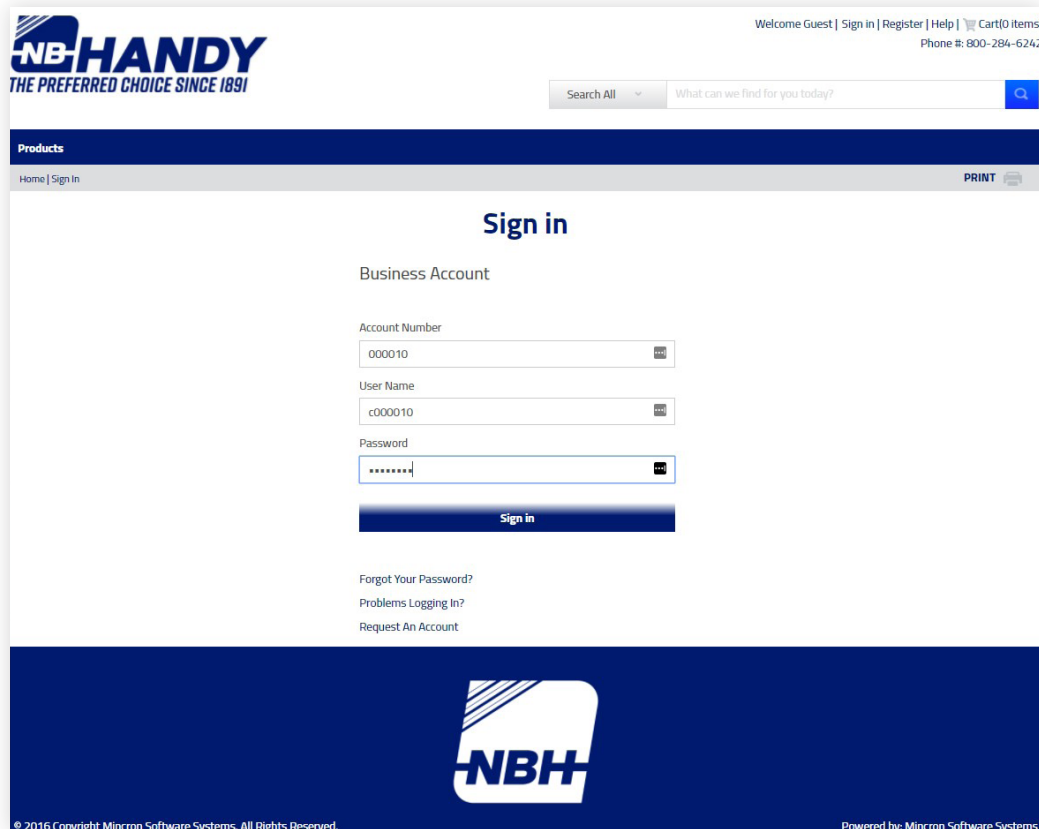 NB HANDY
THE PREFERRED CHOICE SINCE 1891
Welcome Guest | Sign in | Register | Help | Cart(0 items
Phone #: 800-284-6242
Search All What can we find for you today?
Products
Home | Sign In PRINT
Sign in
Business Account
Account Number
000010
User Name
c000010
Password
Sign in
Forgot Your Password?
Problems Logging In?
Request An Account
NBH
© 2016 Copyright Mincron Software Systems. All Rights Reserved. Powered by: Mincron Software Systems